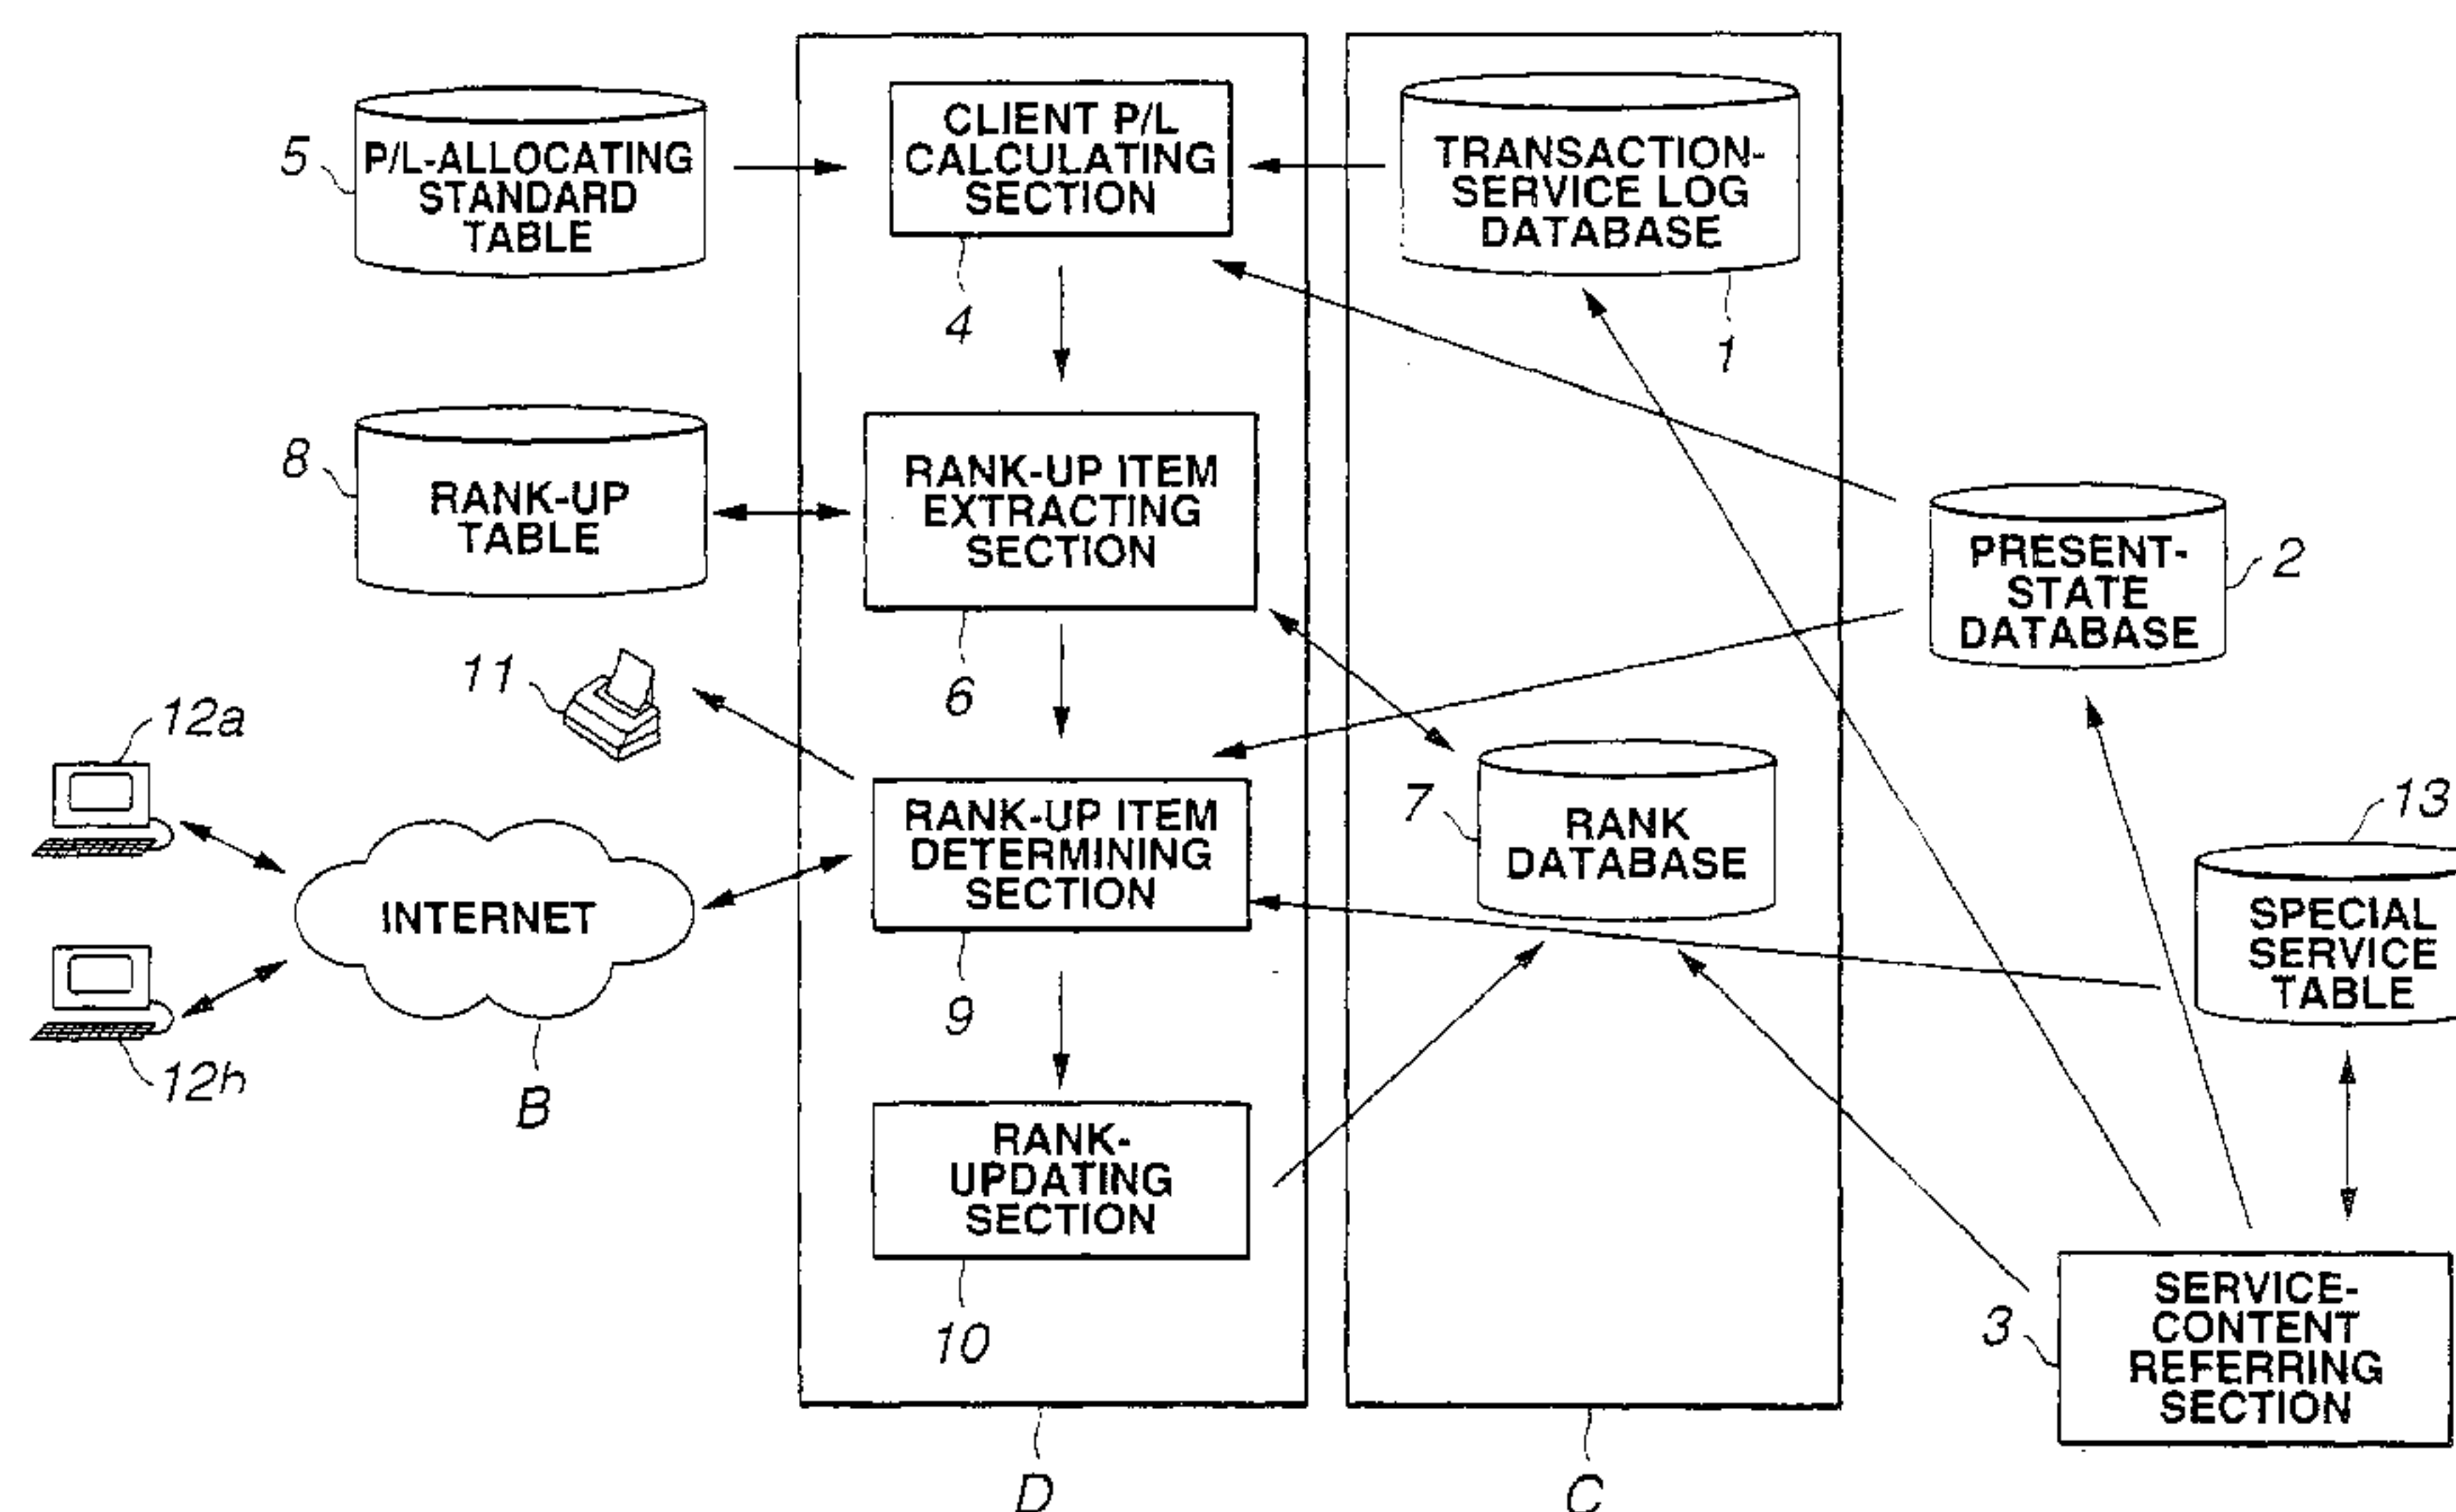 5
P/L-ALLOCATING
STANDARD
TABLE
CLIENT P/L
CALCULATING
SECTION
4
TRANSACTION-
SERVICE LOG
DATABASE
1
8
RANK-UP
TABLE
RANK-UP ITEM
EXTRACTING
SECTION
6
PRESENT-
STATE
DATABASE
2
11
12a
12h
INTERNET
B
RANK-UP ITEM
DETERMINING
SECTION
9
7
RANK
DATABASE
13
SPECIAL
SERVICE
TABLE
RANK-
UPDATING
SECTION
10
3
SERVICE-
CONTENT
REFERRING
SECTION
D
C